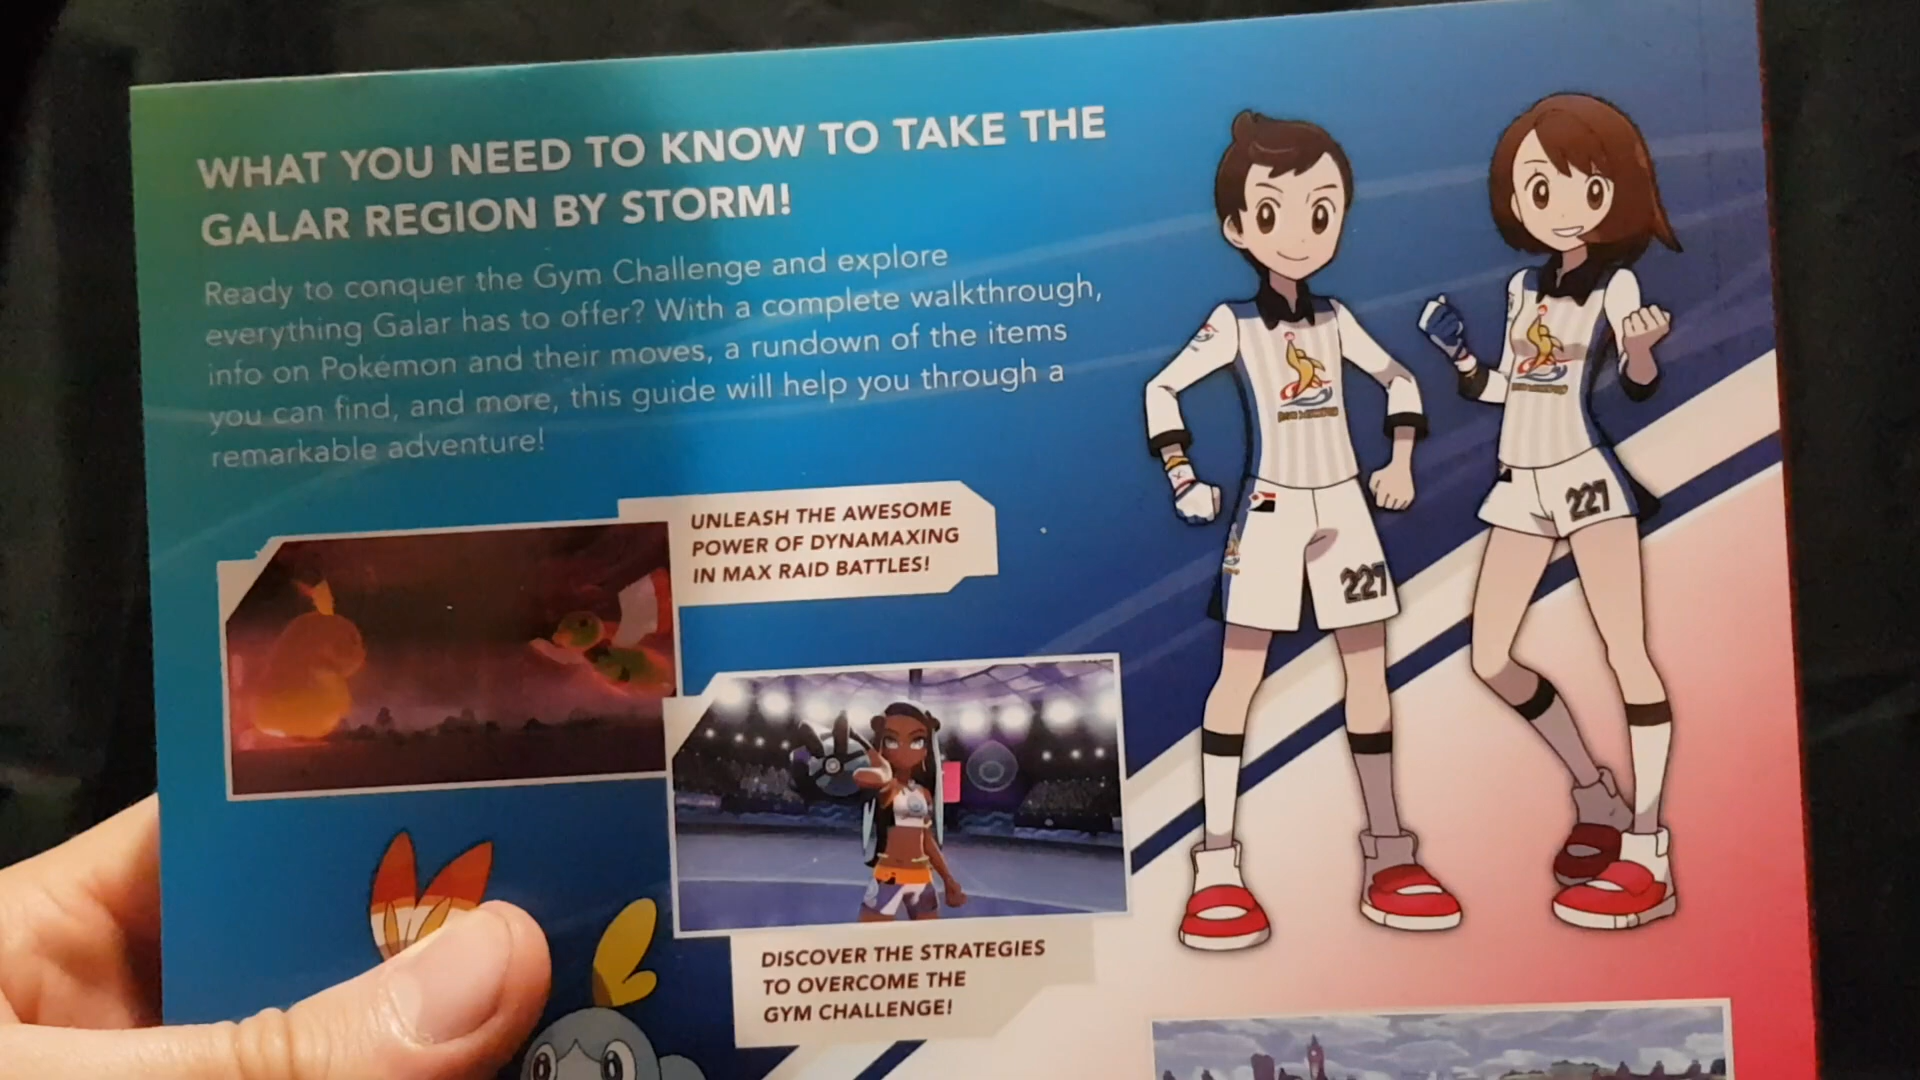 WHAT YOU NEED TO KNOW TO TAKE THE
GALAR REGION BY STORM!
Ready to conquer the Gym Challenge and explore
everything Galar has to offer? With a complete walkthrough,
info on Pokémon and their moves, a rundown of the items
you can find, and more, this guide will help you through a
remarkable adventure!
UNLEASH THE AWESOME
POWER OF DYNAMAXING
IN MAX RAID BATTLES!
227
227
DISCOVER THE STRATEGIES
TO OVERCOME THE
GYM CHALLENGE!